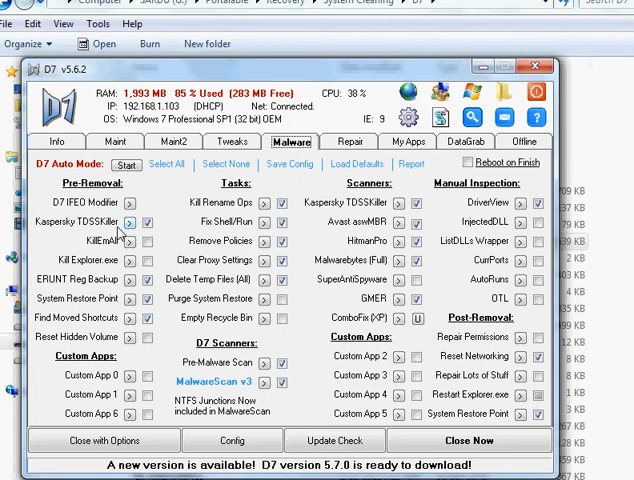 Computer SARDU (G:) Portalable Recovery System Cleaning D7
File Edit View Tools Help
Organize Open Burn New folder
D7 v5.6.2
D7
RAM: 1,993 MB 85 % Used (283 MB Free) CPU: 38 %
IP: 192.168.1.103 (DHCP) Net: Connected.
OS: Windows 7 Professional SP1 (32 bit) OEM IE: 9
Info Maint Maint2 Tweaks Malware Repair My Apps DataGrab Offline
D7 Auto Mode: Start Select All Select None Save Config Load Defaults Report Reboot on Finish
Pre-Removal: Tasks: Scanners: Manual Inspection:
D7 IFEO Modifier > Kill Rename Ops > Kaspersky TDSSKiller > DriverView >
Kaspersky TDSSKiller > Fix Shell/Run > Avast aswMBR > InjectedDLL >
KillEmAll > Remove Policies > HitmanPro > ListDLLs Wrapper >
Kill Explorer.exe > Clear Proxy Settings > Malwarebytes (Full) > CurrPorts >
ERUNT Reg Backup > Delete Temp Files (All) > SuperAntiSpyware > AutoRuns >
System Restore Point > Purge System Restore > GMER > OTL >
Find Moved Shortcuts > Empty Recycle Bin > ComboFix (XP) > U Post-Removal:
Reset Hidden Volume > D7 Scanners: Custom Apps: Repair Permissions >
Custom Apps: Pre-Malware Scan > Custom App 2 > Reset Networking >
Custom App 0 > MalwareScan v3 > Custom App 3 > Repair Lots of Stuff >
Custom App 1 > NTFS Junctions Now Custom App 4 > Restart Explorer.exe >
Custom App 6 > included in MalwareScan Custom App 5 > System Restore Point >
Close with Options Config Update Check Close Now
A new version is available! D7 version 5.7.0 is ready to download!